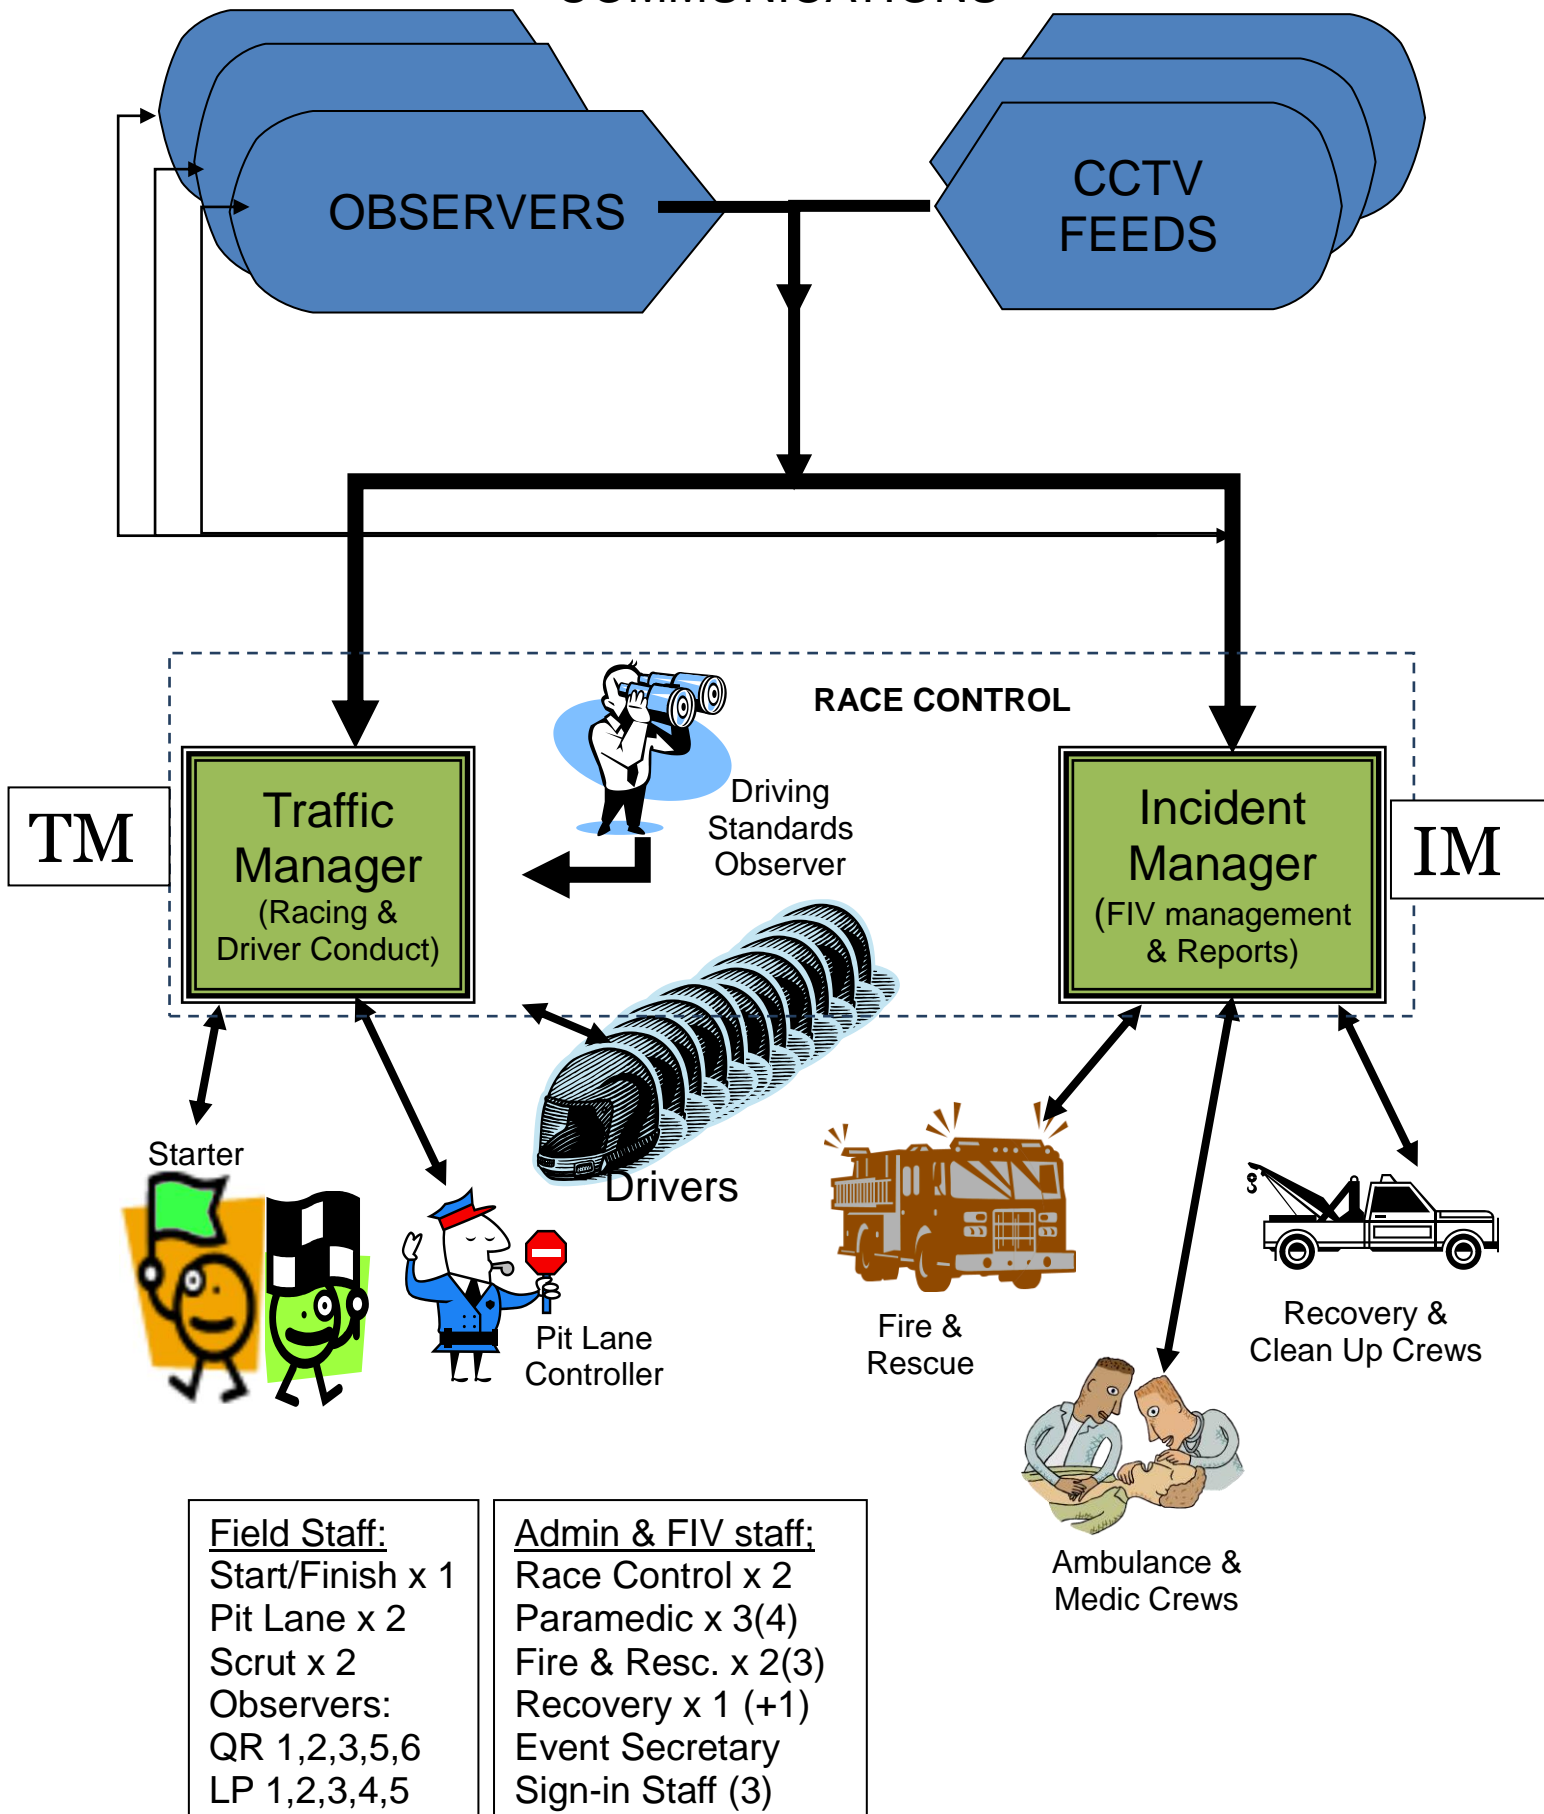 COMMUNICATIONS
OBSERVERS
CCTV
FEEDS
RACE CONTROL
TM
Traffic
Manager
(Racing &
Driver Conduct)
Driving
Standards
Observer
Incident
Manager
(FIV management
& Reports)
IM
Starter
Drivers
Pit Lane
Controller
Fire &
Rescue
Recovery &
Clean Up Crews
Ambulance &
Medic Crews
Field Staff:
Start/Finish x 1
Pit Lane x 2
Scrut x 2
Observers:
QR 1,2,3,5,6
LP 1,2,3,4,5
Admin & FIV staff;
Race Control x 2
Paramedic x 3(4)
Fire & Resc. x 2(3)
Recovery x 1 (+1)
Event Secretary
Sign-in Staff (3)